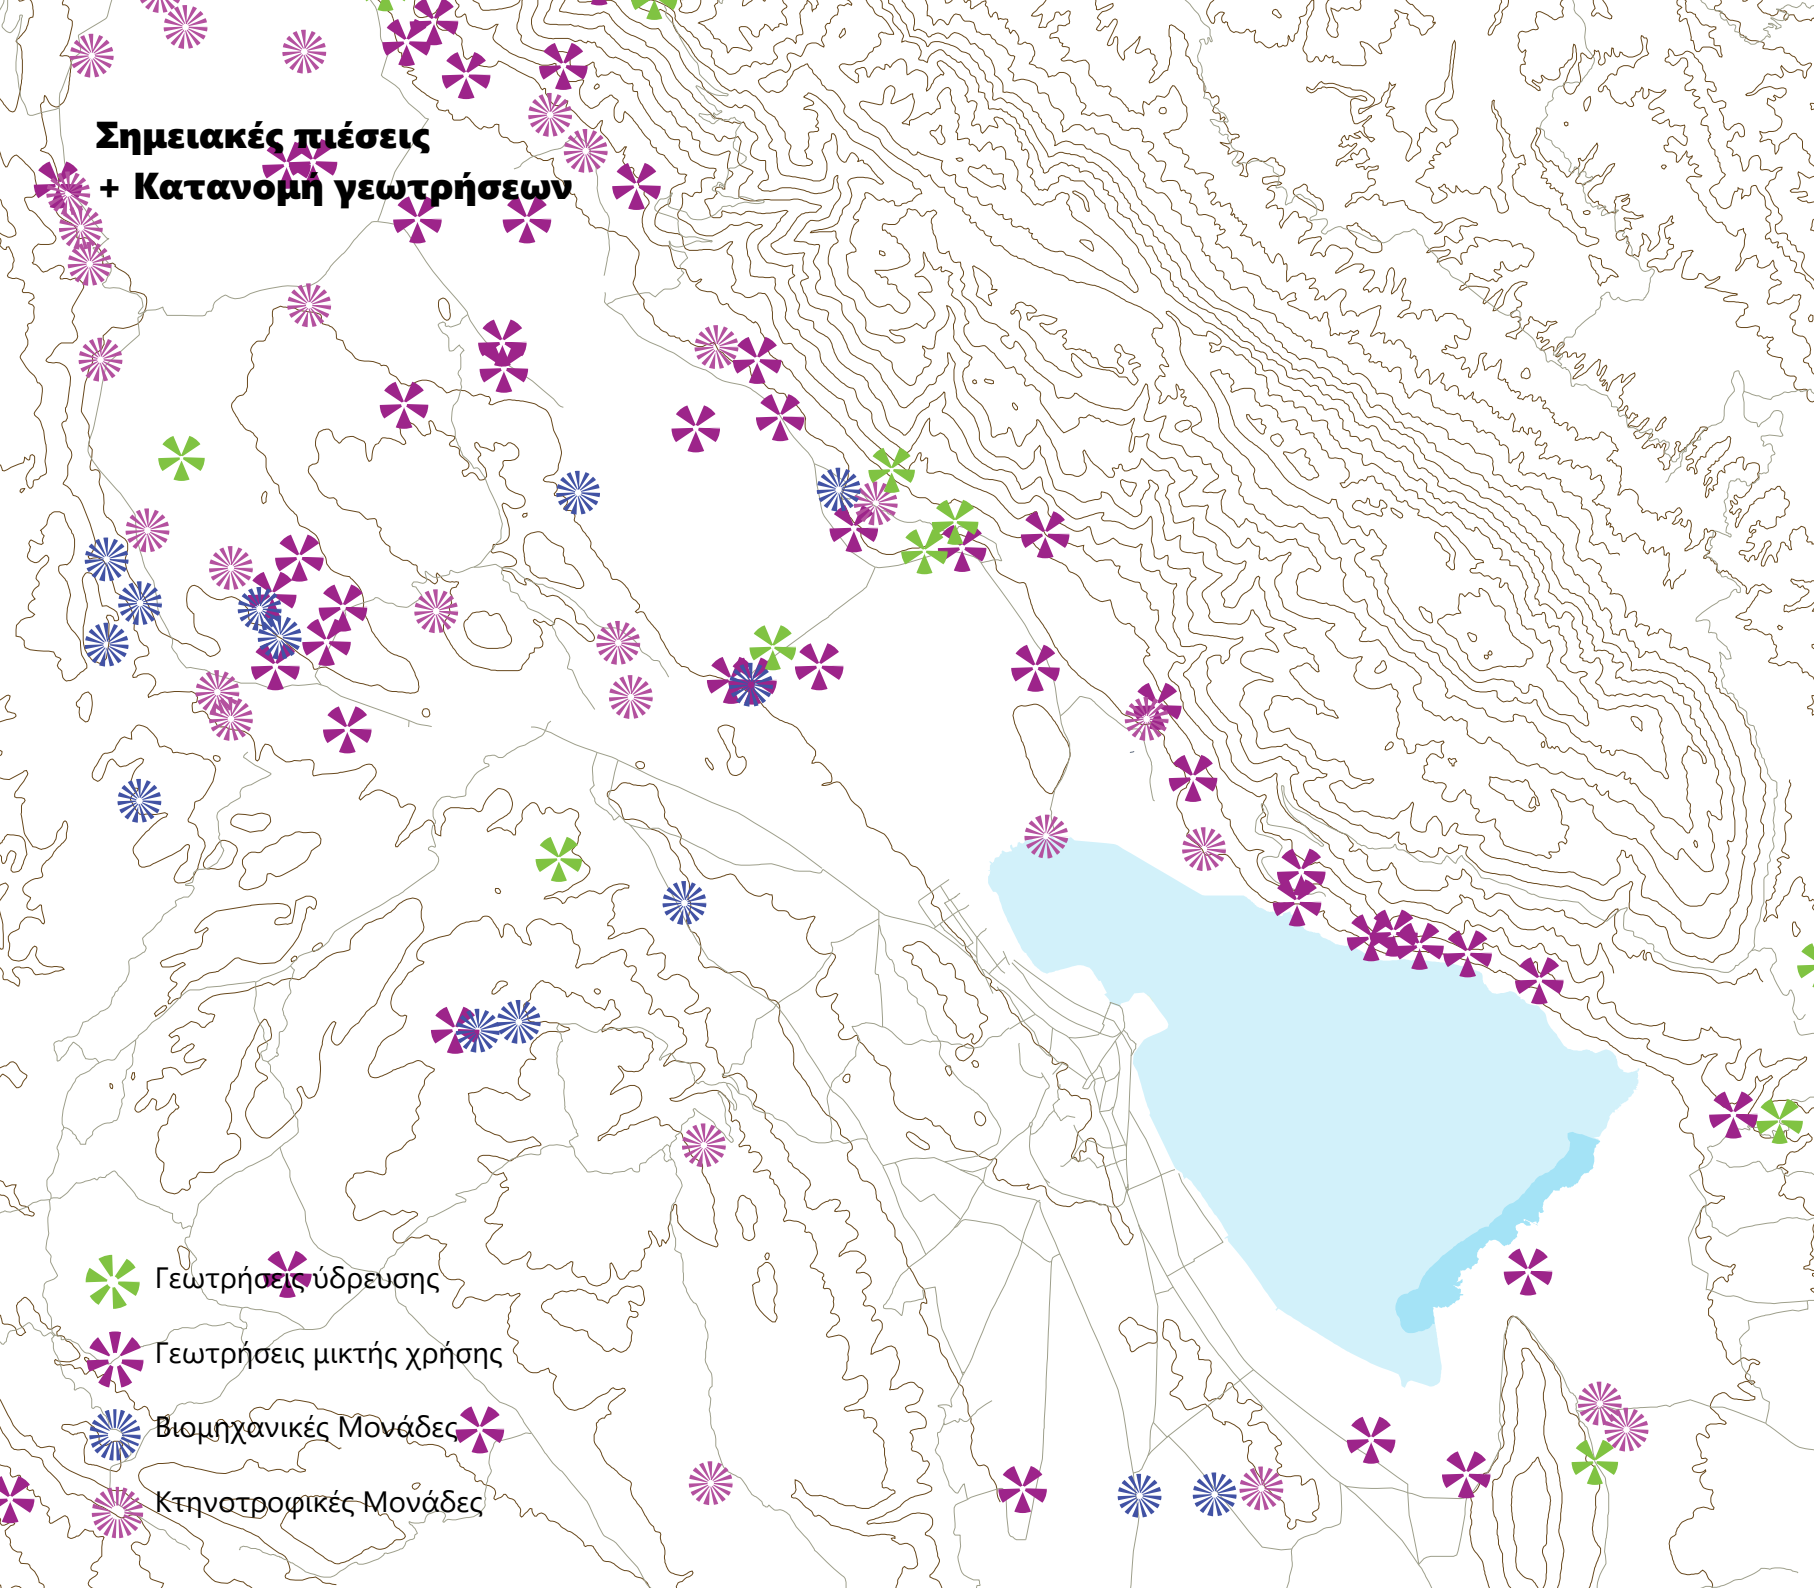 Σημειακές πιέσεις
+ Κατανομή γεωτρήσεων
Γεωτρήσεις ύδρευσης
Γεωτρήσεις μικτής χρήσης
Βιομηχανικές Μονάδες
Κτηνοτροφικές Μονάδες